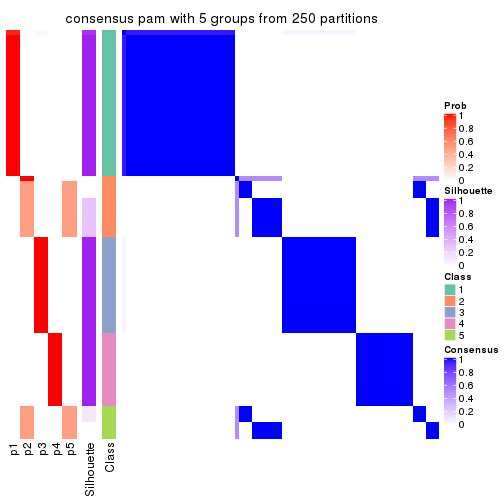 consensus pam with 5 groups from 250 partitions
Prob
1
0.8
0.6
0.4
0.2
0
Silhouette
1
0.8
0.6
0.4
0.2
0
Class
1
2
3
4
5
Consensus
1
0.8
0.6
0.4
0.2
0
p1
p2
p3
p4
p5
Silhouette
Class